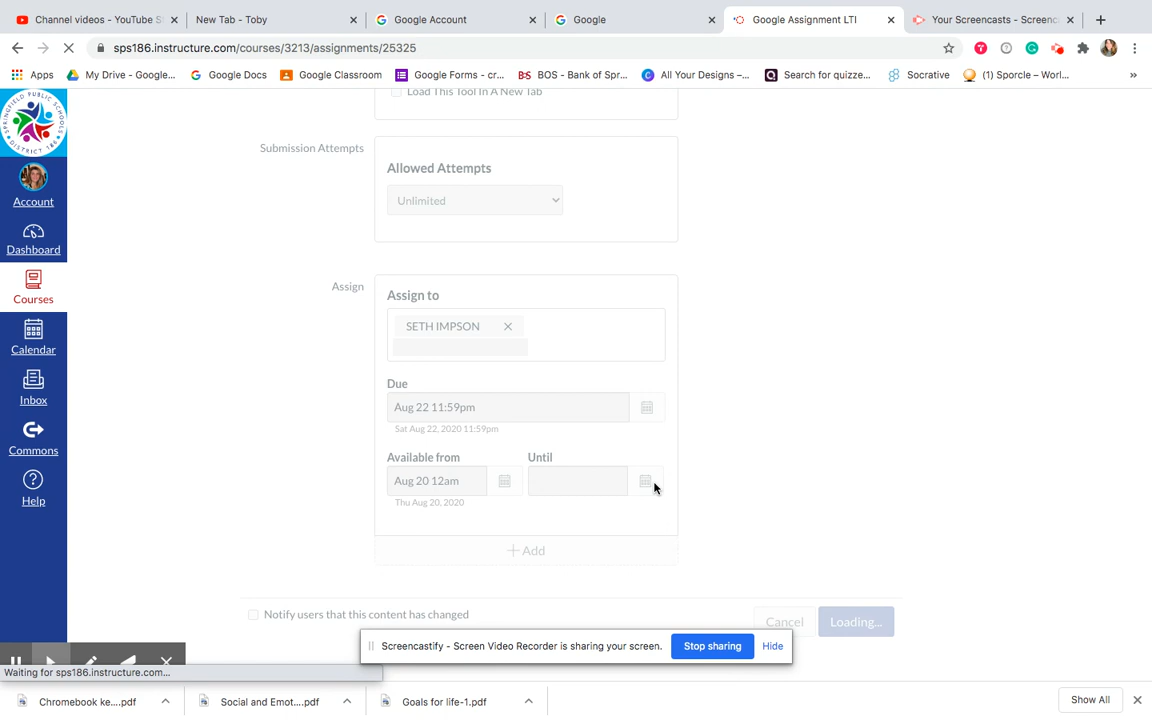 Channel videos - YouTube S
New Tab - Toby
Google Account
Google
Google Assignment LTI
Your Screencasts - Screenc
sps186.instructure.com/courses/3213/assignments/25325
Apps
My Drive - Google...
Google Docs
Google Classroom
Google Forms - cr...
BOS - Bank of Spr...
All Your Designs –...
Search for quizze...
Socrative
(1) Sporcle – Worl...
»
SPRINGFIELD PUBLIC SCHOOLS
DISTRICT 186
Account
Dashboard
Courses
Calendar
Inbox
Commons
Help
Load This Tool In A New Tab
Submission Attempts
Allowed Attempts
Unlimited
Assign
Assign to
SETH IMPSON
Due
Aug 22 11:59pm
Sat Aug 22, 2020 11:59pm
Available from
Until
Aug 20 12am
Thu Aug 20, 2020
+ Add
Notify users that this content has changed
Cancel
Loading...
Screencastify - Screen Video Recorder is sharing your screen.
Stop sharing
Hide
Waiting for sps186.instructure.com...
Chromebook ke....pdf
Social and Emot....pdf
Goals for life-1.pdf
Show All